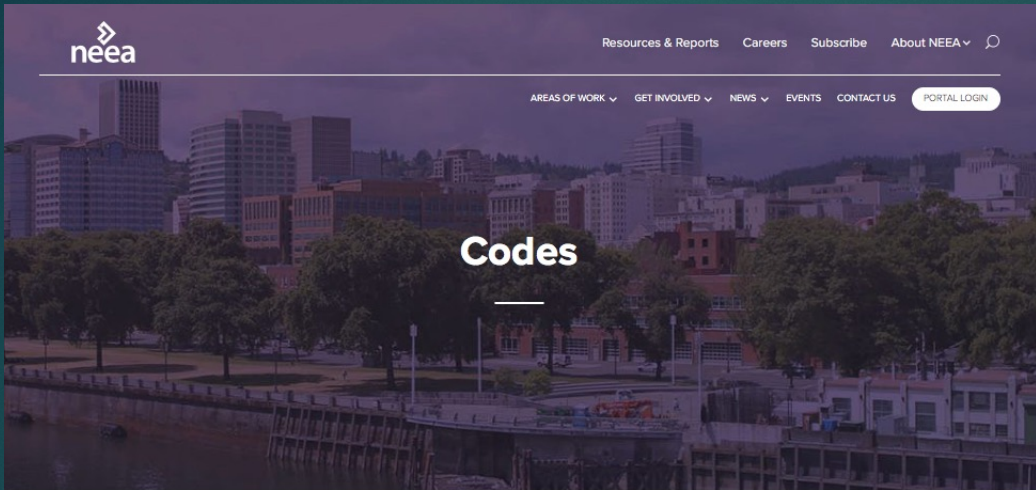 neea
Resources & Reports Careers Subscribe About NEEA
AREAS OF WORK GET INVOLVED NEWS EVENTS CONTACT US PORTAL LOGIN
Codes